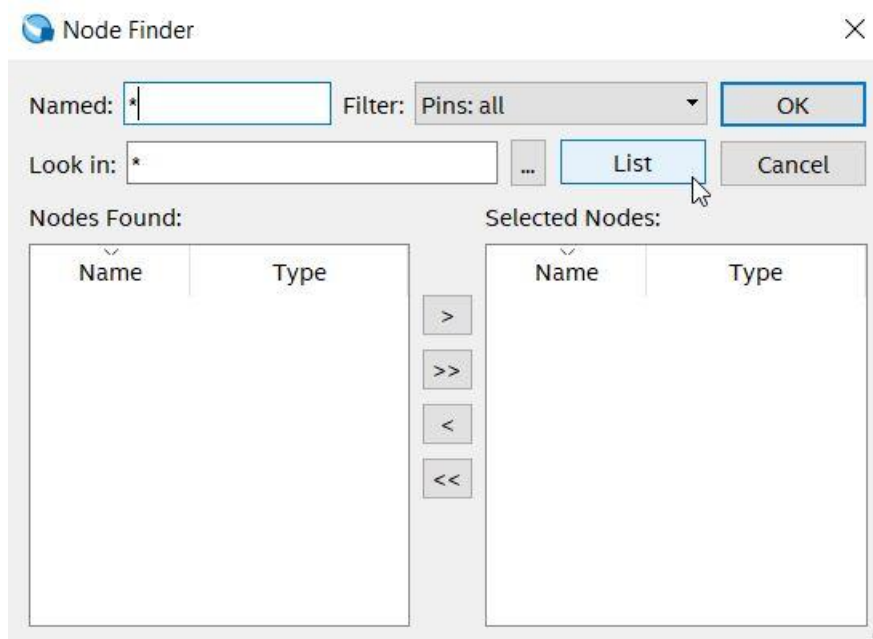 Node Finder
Named: * Filter: Pins: all OK
Look in: * ... List Cancel
Nodes Found: Selected Nodes:
Name Type Name Type
>
>>
<
<<